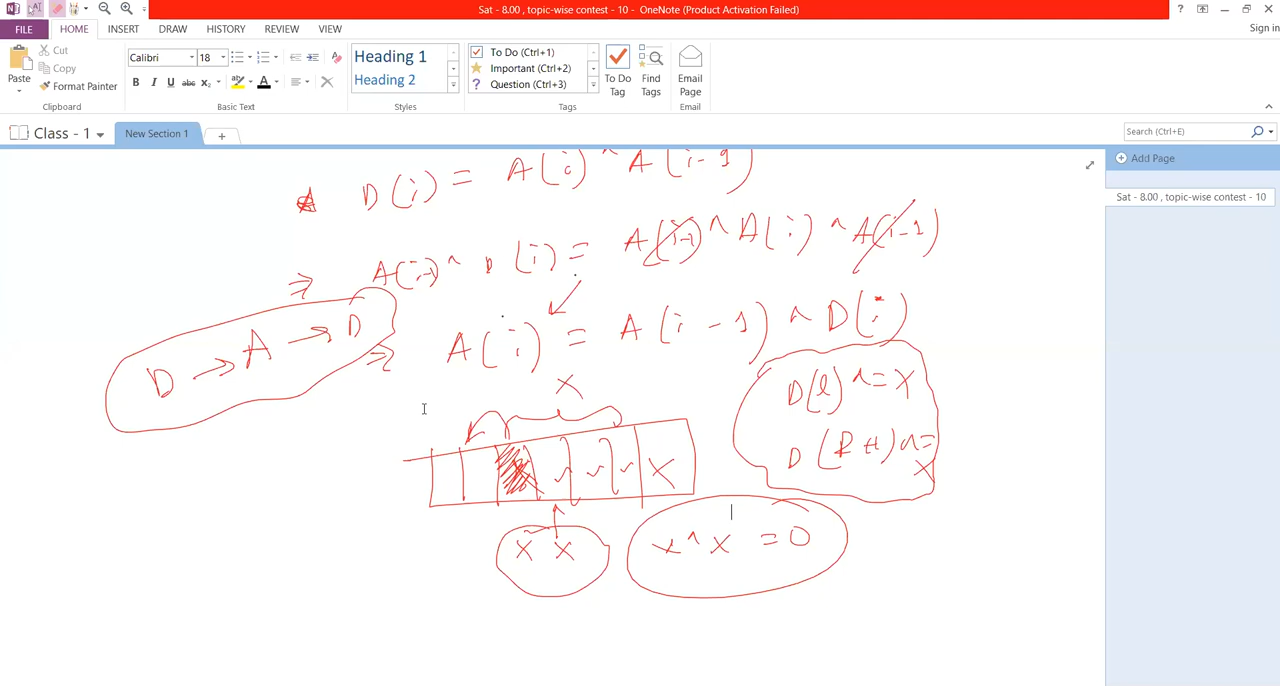 Sat - 8.00 , topic-wise contest - 10 - OneNote (Product Activation Failed)
FILE HOME INSERT DRAW HISTORY REVIEW VIEW
Sign in
Paste
Cut
Copy
Format Painter
Clipboard
Calibri 18
B I U abc X₂ A
Basic Text
Heading 1
Heading 2
Styles
To Do (Ctrl+1)
Important (Ctrl+2)
Question (Ctrl+3)
Tags
To Do Tag
Find Tags
Email Page
Email
Class - 1
New Section 1
Search (Ctrl+E)
Add Page
Sat - 8.00 , topic-wise contest - 10
D(i) = A(i) ^ A(i-1)
⇒ A(i-1) ^ D(i) = A(i-1) ^ A(i) ^ A(i-1)
⇒ A(i) = A(i-1) ^ D(i)
D → A → D
D(l) ^= X
D(R+1) ^= X
X
X
X X
x ^ x = 0